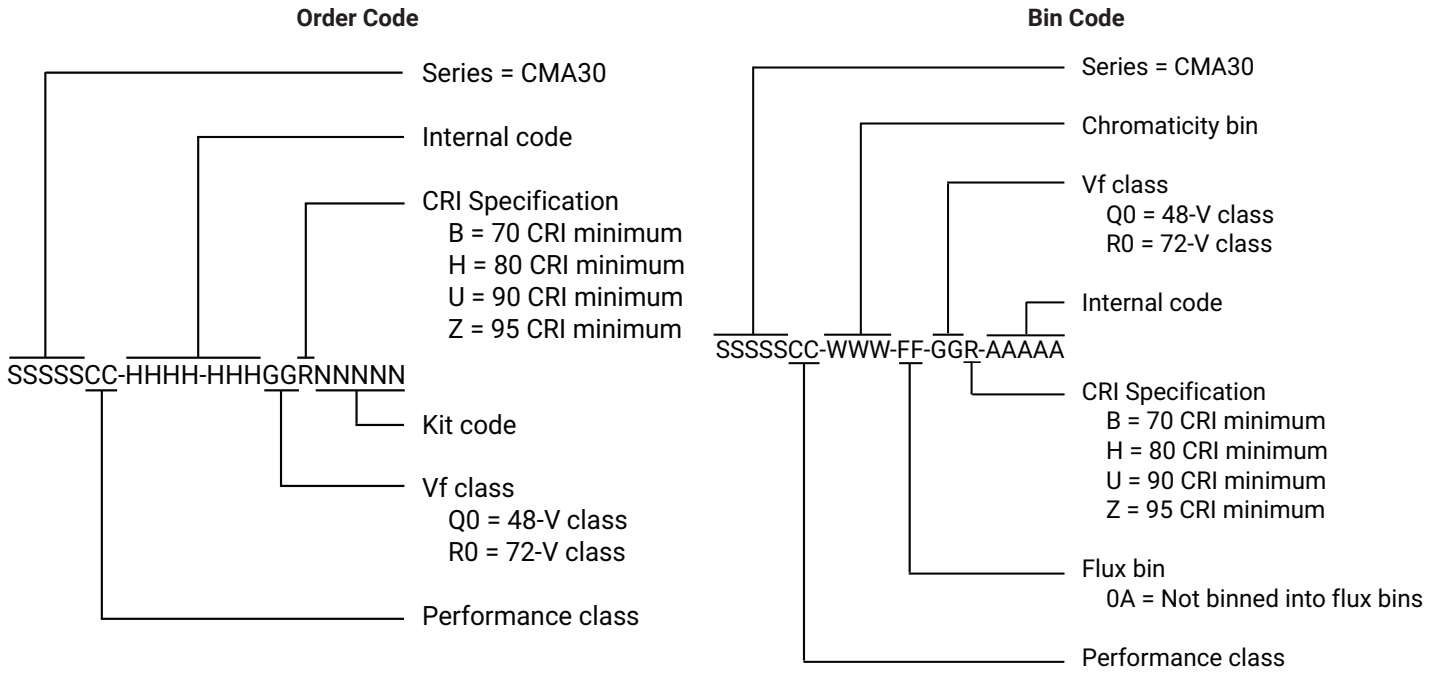 Order Code
Series = CMA30
Internal code
CRI Specification
B = 70 CRI minimum
H = 80 CRI minimum
U = 90 CRI minimum
Z = 95 CRI minimum
SSSSSCC-HHHH-HHHGGRNNNNN
Kit code
Vf class
Q0 = 48-V class
R0 = 72-V class
Performance class
Bin Code
Series = CMA30
Chromaticity bin
Vf class
Q0 = 48-V class
R0 = 72-V class
Internal code
SSSSSCC-WWW-FF-GGR-AAAAA
CRI Specification
B = 70 CRI minimum
H = 80 CRI minimum
U = 90 CRI minimum
Z = 95 CRI minimum
Flux bin
0A = Not binned into flux bins
Performance class